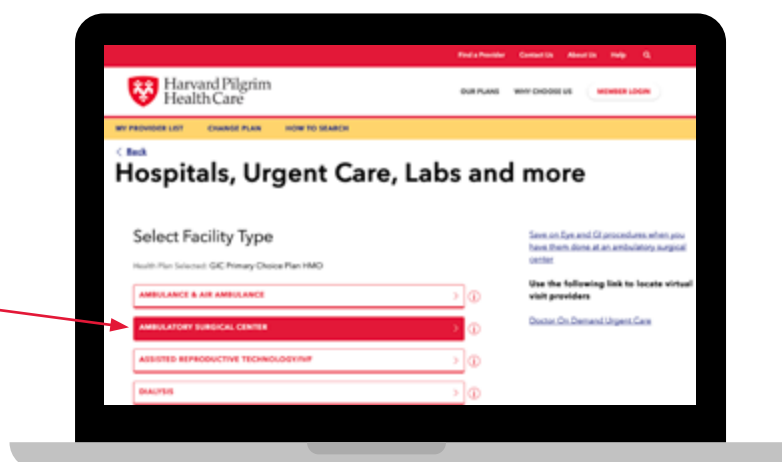 Find a Provider Contact Us About Us Help
Harvard Pilgrim
HealthCare
OUR PLANS WHY CHOOSE US MEMBER LOGIN
MY PROVIDER LIST CHANGE PLAN HOW TO SEARCH
< Back
Hospitals, Urgent Care, Labs and more
Select Facility Type
Health Plan Selected: GIC Primary Choice Plan HMO
AMBULANCE & AIR AMBULANCE
AMBULATORY SURGICAL CENTER
ASSISTED REPRODUCTIVE TECHNOLOGY/IVF
DIALYSIS
Save on Eye and GI procedures when you
have them done at an ambulatory surgical
center
Use the following link to locate virtual
visit providers
Doctor On Demand Urgent Care